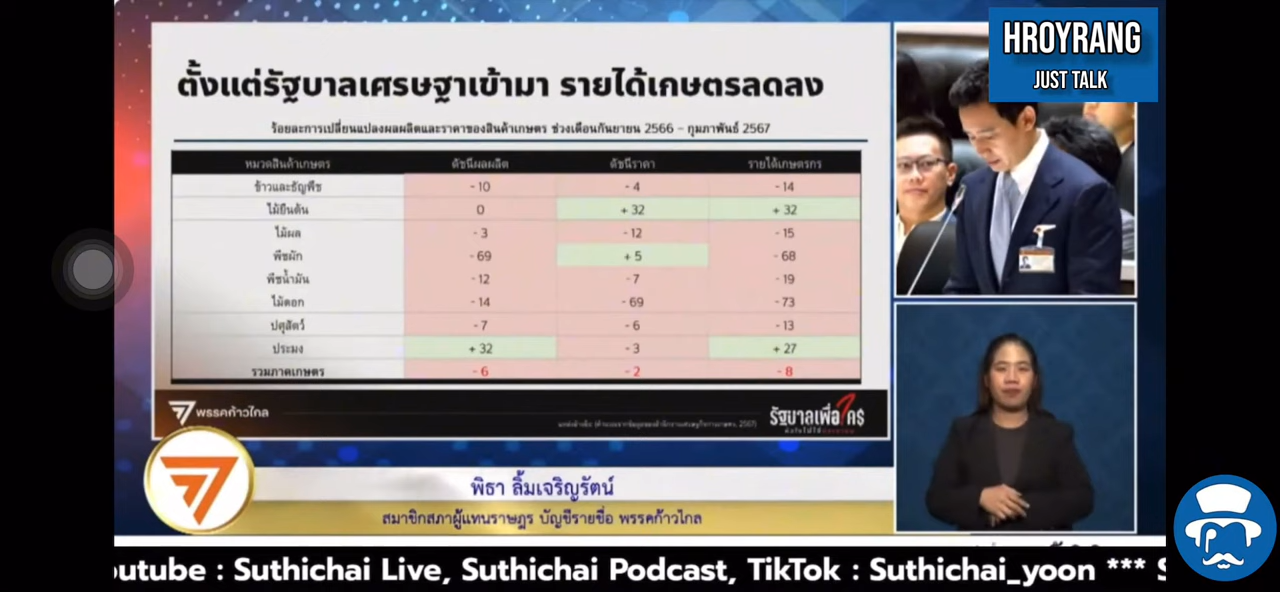 HROYRANG
JUST TALK
ตั้งแต่รัฐบาลเศรษฐาเข้ามา รายได้เกษตรลดลง
ร้อยละการเปลี่ยนแปลงผลผลิตและราคาของสินค้าเกษตร ช่วงเดือนกันยายน 2566 – กุมภาพันธ์ 2567
หมวดสินค้าเกษตร ดัชนีผลผลิต ดัชนีราคา รายได้เกษตรกร
ข้าวและธัญพืช - 10 - 4 - 14
ไม้ยืนต้น 0 + 32 + 32
ไม้ผล - 3 - 12 - 15
พืชผัก - 69 + 5 - 68
พืชน้ำมัน - 12 - 7 - 19
ไม้ดอก - 14 - 69 - 73
ปศุสัตว์ - 7 - 6 - 13
ประมง + 32 - 3 + 27
รวมภาคเกษตร - 6 - 2 - 8
พรรคก้าวไกล
รัฐบาลเพื่อใคร
พิธา ลิ้มเจริญรัตน์
สมาชิกสภาผู้แทนราษฎร บัญชีรายชื่อ พรรคก้าวไกล
outube : Suthichai Live, Suthichai Podcast, TikTok : Suthichai_yoon *** S